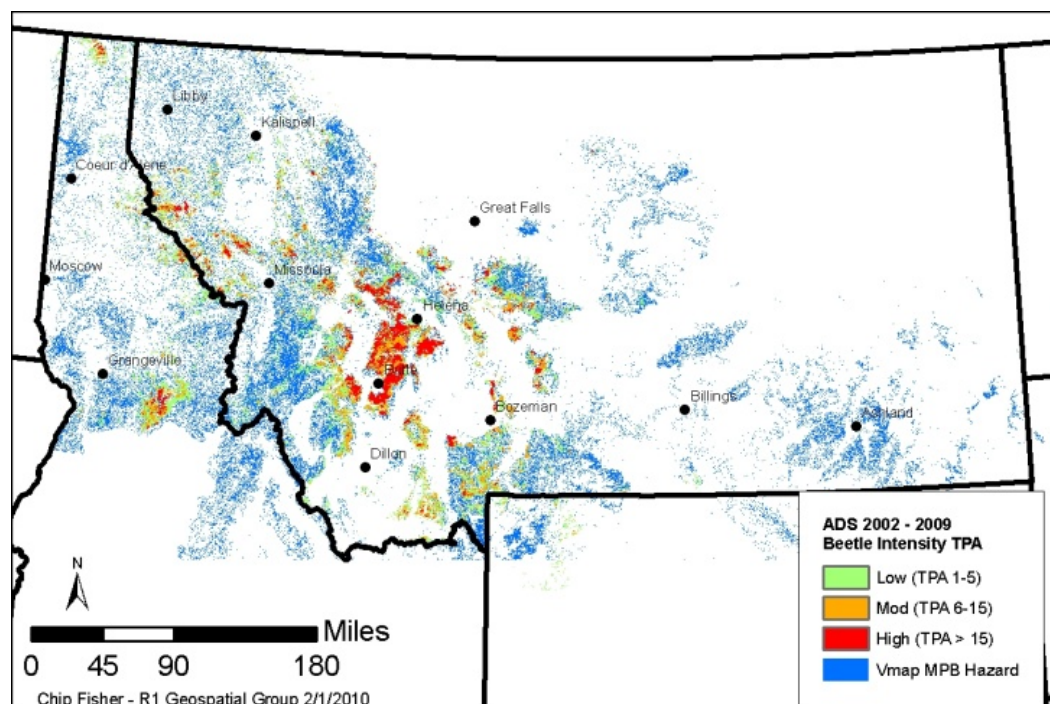 Libby
Kalispell
Coeur d'Alene
Great Falls
Moscow
Missoula
Helena
Grangeville
Butte
Billings
Bozeman
Ashland
Dillon
ADS 2002 - 2009
Beetle Intensity TPA
Low (TPA 1-5)
Mod (TPA 6-15)
High (TPA > 15)
Vmap MPB Hazard
N
Miles
0 45 90 180
Chip Fisher - R1 Geospatial Group 2/1/2010